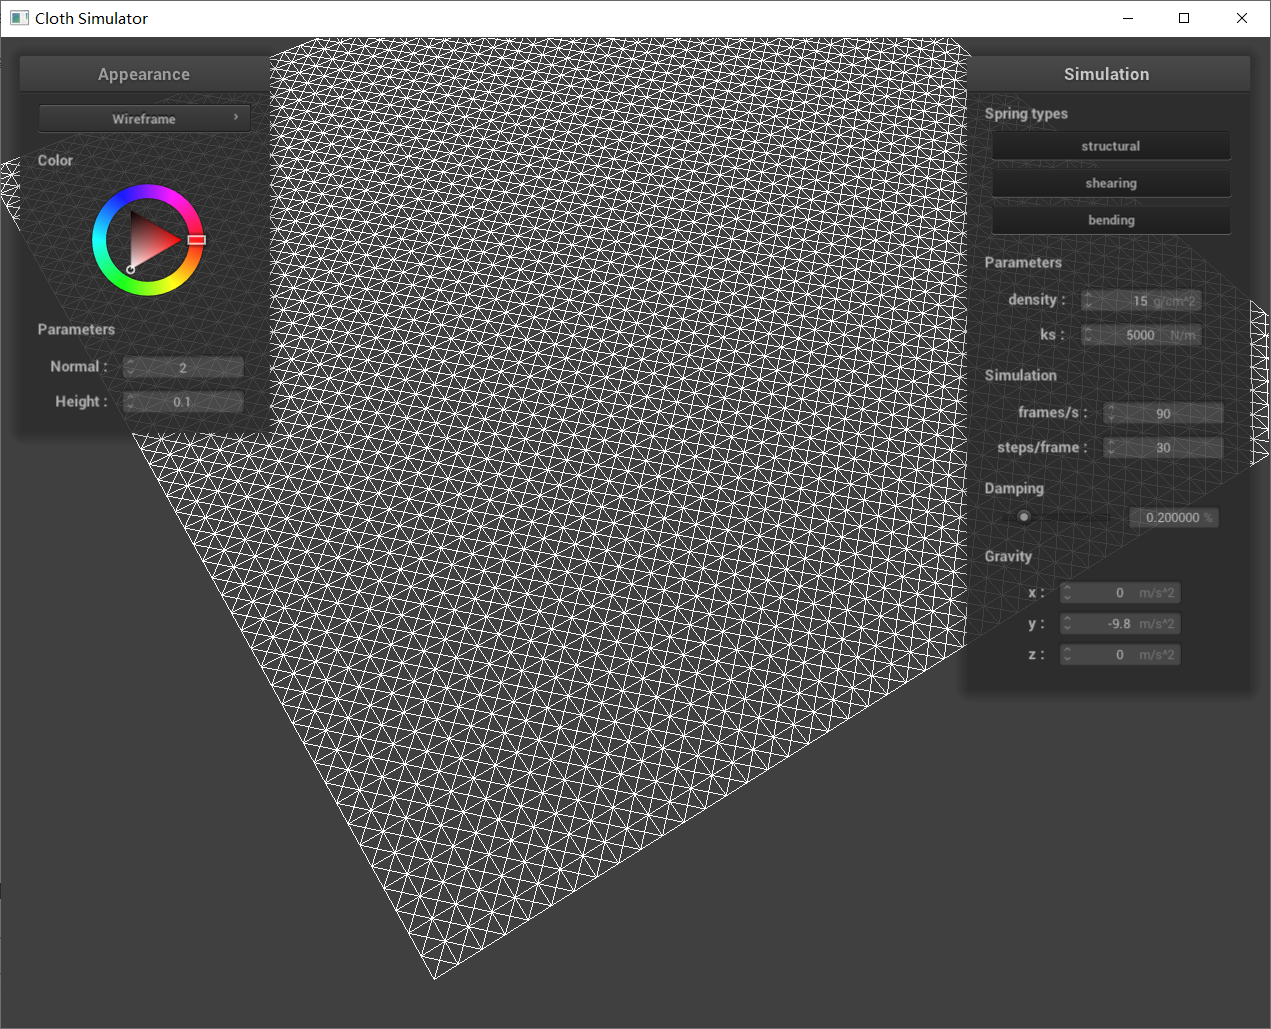 Cloth Simulator
Appearance
Wireframe
Color
Parameters
Normal : 2
Height : 0.1
Simulation
Spring types
structural
shearing
bending
Parameters
density : 15 g/cm^2
ks : 5000 N/m
Simulation
frames/s : 90
steps/frame : 30
Damping
0.200000 %
Gravity
x : 0 m/s^2
y : -9.8 m/s^2
z : 0 m/s^2